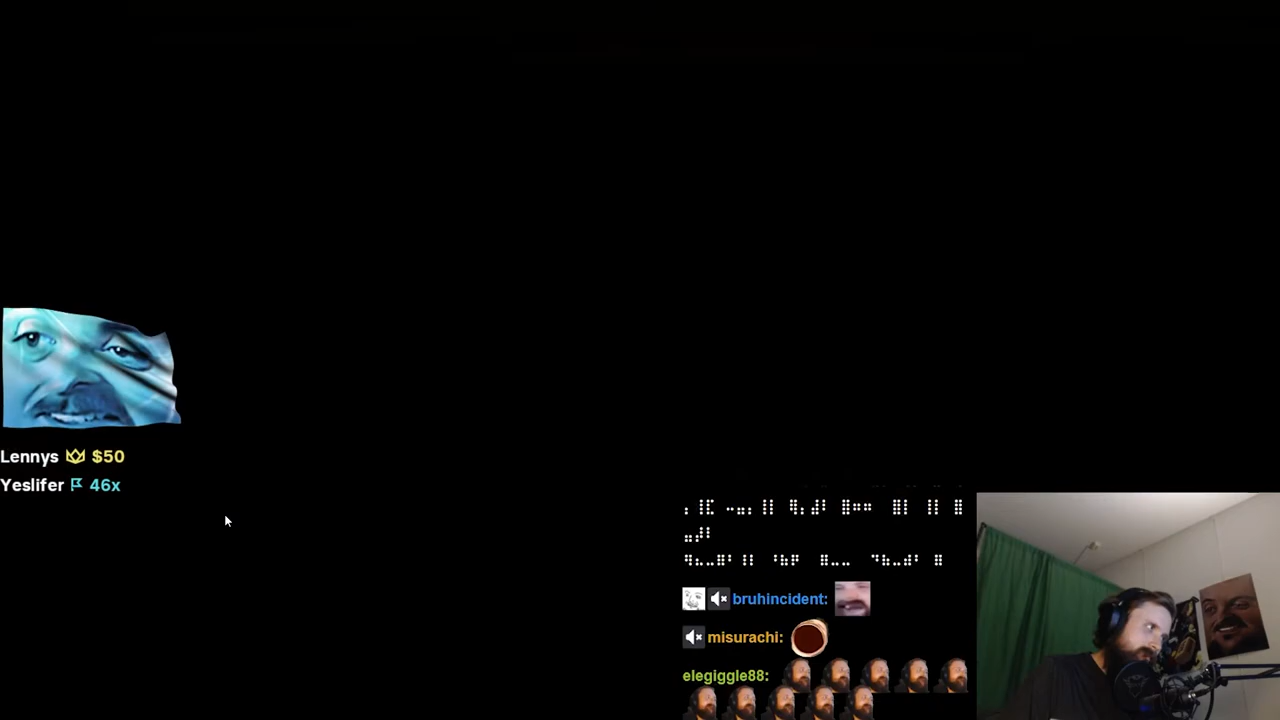 Lennys $50
Yeslifer 46x
bruhincident:
misurachi:
elegiggle88: